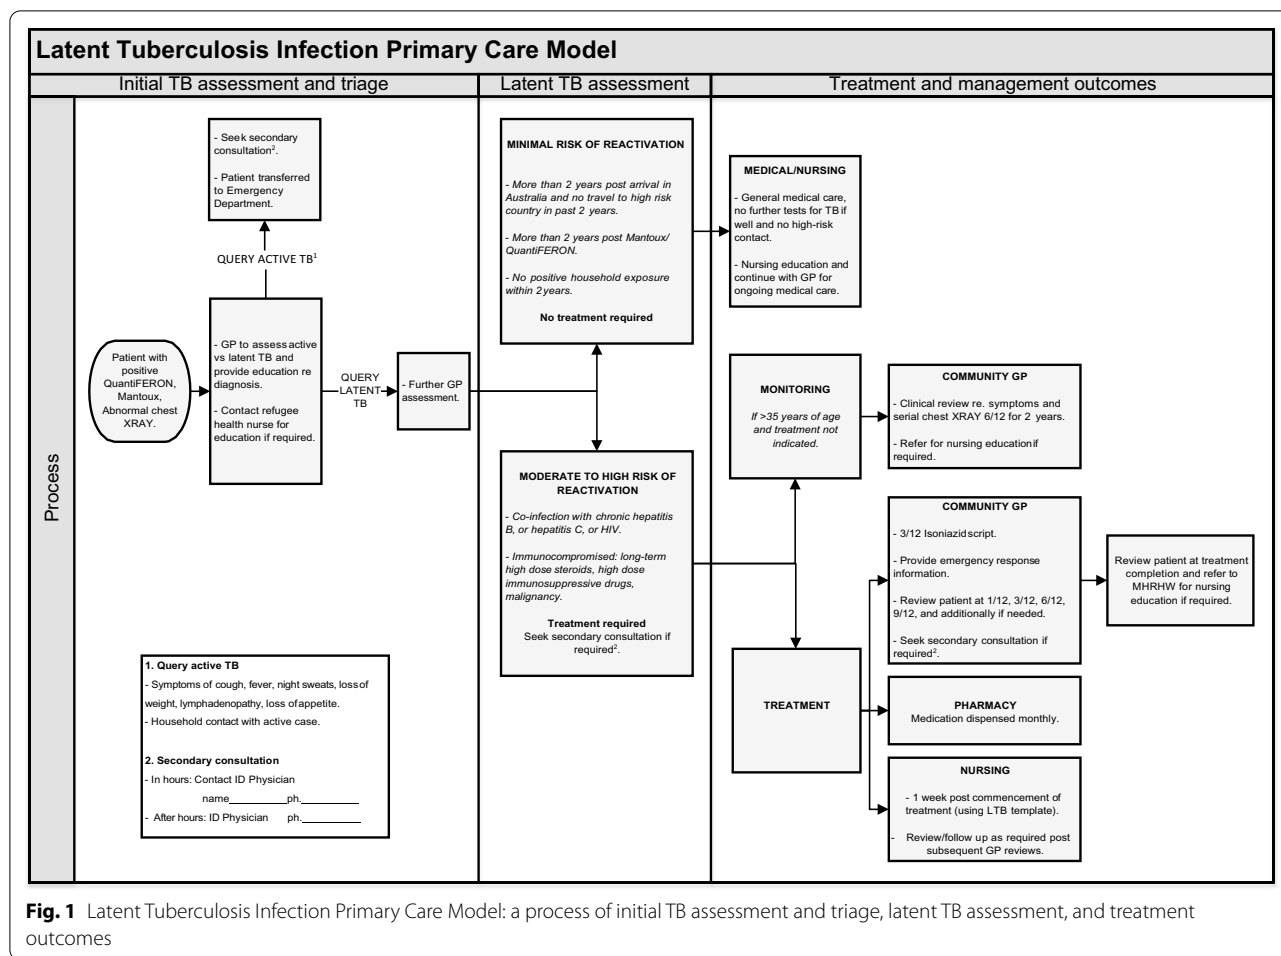 Latent Tuberculosis Infection Primary Care Model
Initial TB assessment and triage
Latent TB assessment
Treatment and management outcomes
Process
- Seek secondary
consultation².
- Patient transferred
to Emergency
Department.
QUERY ACTIVE TB¹
Patient with
positive
QuantiFERON,
Mantoux,
Abnormal chest
XRAY.
- GP to assess active
vs latent TB and
provide education re
diagnosis.
- Contact refugee
health nurse for
education if required.
QUERY
LATENT
TB
- Further GP
assessment.
1. Query active TB
- Symptoms of cough, fever, night sweats, loss of
weight, lymphadenopathy, loss of appetite.
- Household contact with active case.
2. Secondary consultation
- In hours: Contact ID Physician
name__________ph.__________
- After hours: ID Physician ph.__________
MINIMAL RISK OF REACTIVATION
- More than 2 years post arrival in
Australia and no travel to high risk
country in past 2 years.
- More than 2 years post Mantoux/
QuantiFERON.
- No positive household exposure
within 2 years.
No treatment required
MODERATE TO HIGH RISK OF
REACTIVATION
- Co-infection with chronic hepatitis
B, or hepatitis C, or HIV.
- Immunocompromised: long-term
high dose steroids, high dose
immunosuppressive drugs,
malignancy.
Treatment required
Seek secondary consultation if
required².
MEDICAL/NURSING
- General medical care,
no further tests for TB if
well and no high-risk
contact.
- Nursing education and
continue with GP for
ongoing medical care.
MONITORING
If >35 years of age
and treatment not
indicated.
COMMUNITY GP
- Clinical review re. symptoms and
serial chest XRAY 6/12 for 2 years.
- Refer for nursing education if
required.
TREATMENT
COMMUNITY GP
- 3/12 Isoniazid script.
- Provide emergency response
information.
- Review patient at 1/12, 3/12, 6/12,
9/12, and additionally if needed.
- Seek secondary consultation if
required².
Review patient at treatment
completion and refer to
MHRHW for nursing
education if required.
PHARMACY
Medication dispensed monthly.
NURSING
- 1 week post commencement of
treatment (using LTB template).
- Review/follow up as required post
subsequent GP reviews.
Fig. 1 Latent Tuberculosis Infection Primary Care Model: a process of initial TB assessment and triage, latent TB assessment, and treatment
outcomes